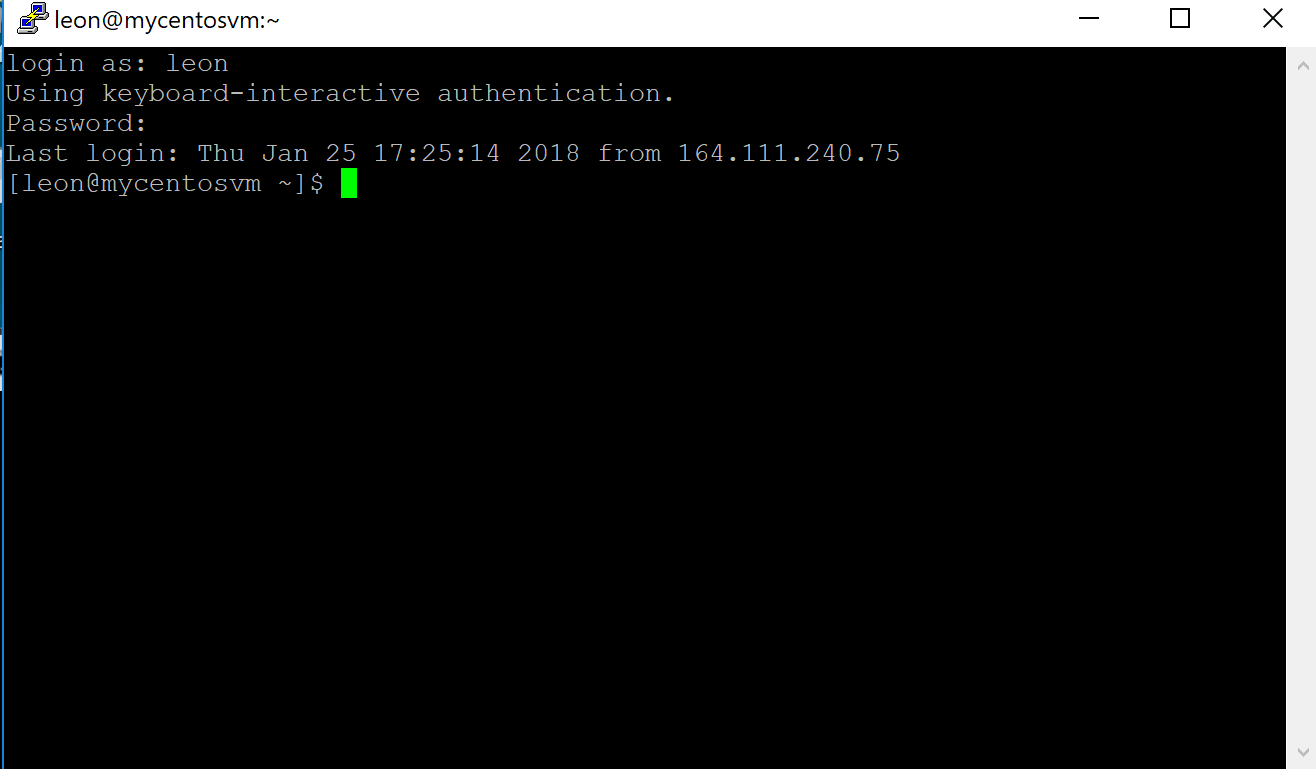 leon@mycentosvm:~
login as: leon
Using keyboard-interactive authentication.
Password:
Last login: Thu Jan 25 17:25:14 2018 from 164.111.240.75
[leon@mycentosvm ~]$